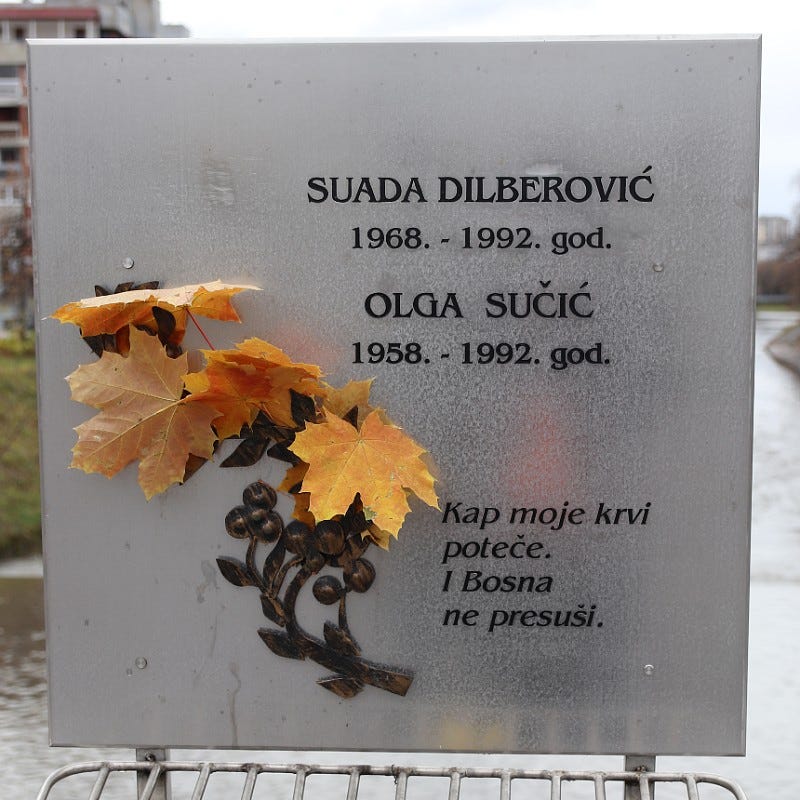 SUADA DILBEROVIĆ
1968. - 1992. god.
OLGA SUČIĆ
1958. - 1992. god.
Kap moje krvi
poteče.
I Bosna
ne presuši.